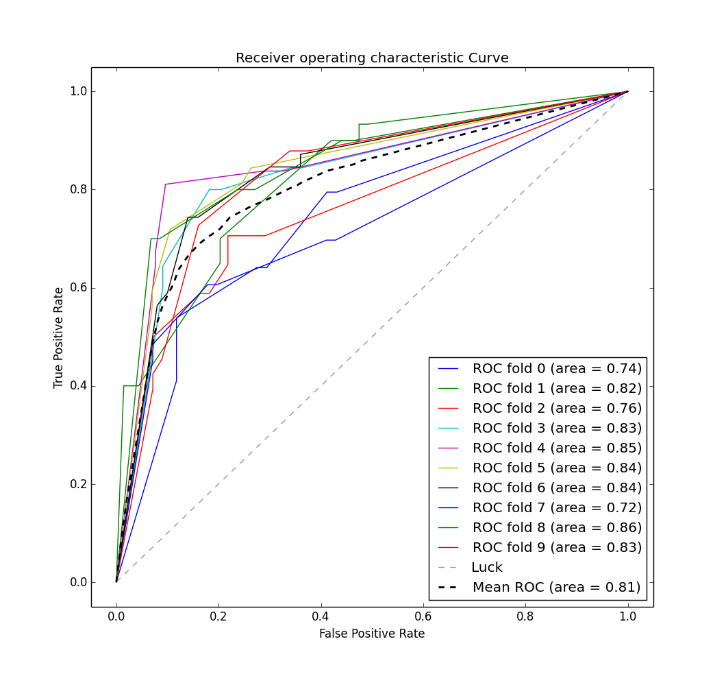 Receiver operating characteristic Curve
1.0
0.8
0.6
0.4
0.2
0.0
True Positive Rate
ROC fold 0 (area = 0.74)
ROC fold 1 (area = 0.82)
ROC fold 2 (area = 0.76)
ROC fold 3 (area = 0.83)
ROC fold 4 (area = 0.85)
ROC fold 5 (area = 0.84)
ROC fold 6 (area = 0.84)
ROC fold 7 (area = 0.72)
ROC fold 8 (area = 0.86)
ROC fold 9 (area = 0.83)
Luck
Mean ROC (area = 0.81)
0.0 0.2 0.4 0.6 0.8 1.0
False Positive Rate